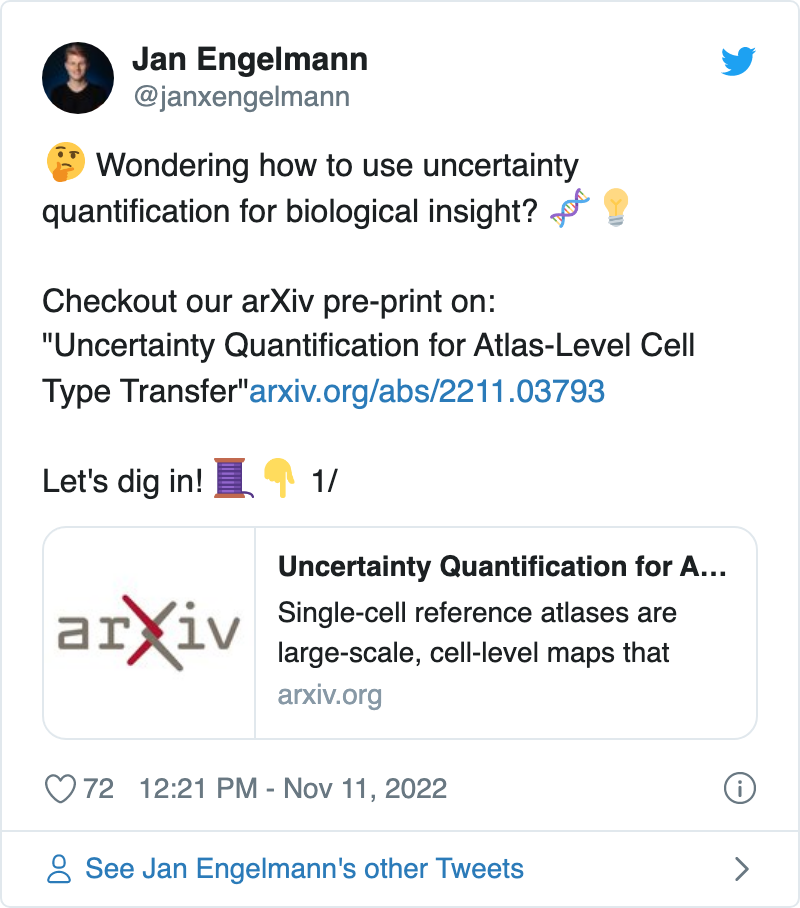 Jan Engelmann
@janxengelmann
🤔 Wondering how to use uncertainty
quantification for biological insight? 🧬💡
Checkout our arXiv pre-print on:
"Uncertainty Quantification for Atlas-Level Cell
Type Transfer"arxiv.org/abs/2211.03793
Let's dig in! 🧵👇 1/
arXiv
Uncertainty Quantification for A...
Single-cell reference atlases are
large-scale, cell-level maps that
arxiv.org
72 12:21 PM - Nov 11, 2022
See Jan Engelmann's other Tweets